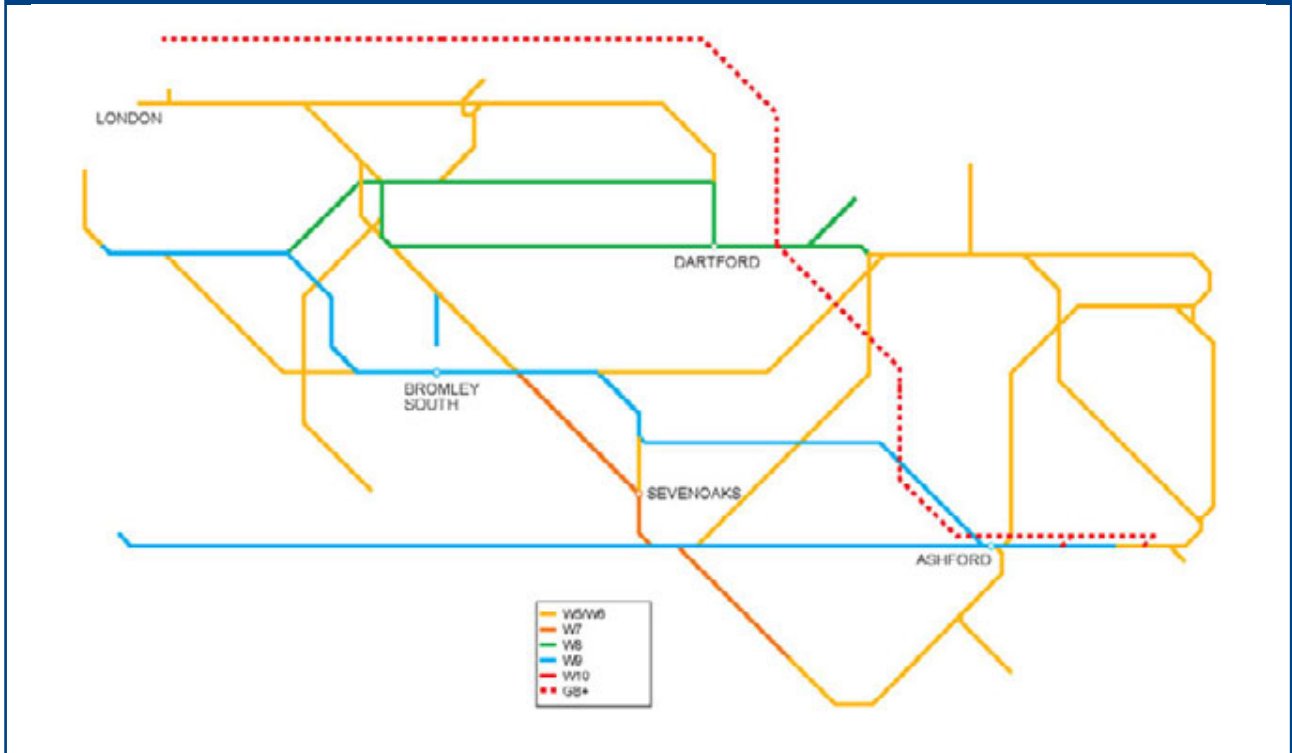 LONDON
DARTFORD
BROMLEY
SOUTH
SEVENOAKS
ASHFORD
W5/W6
W7
W8
W9
W10
GB+